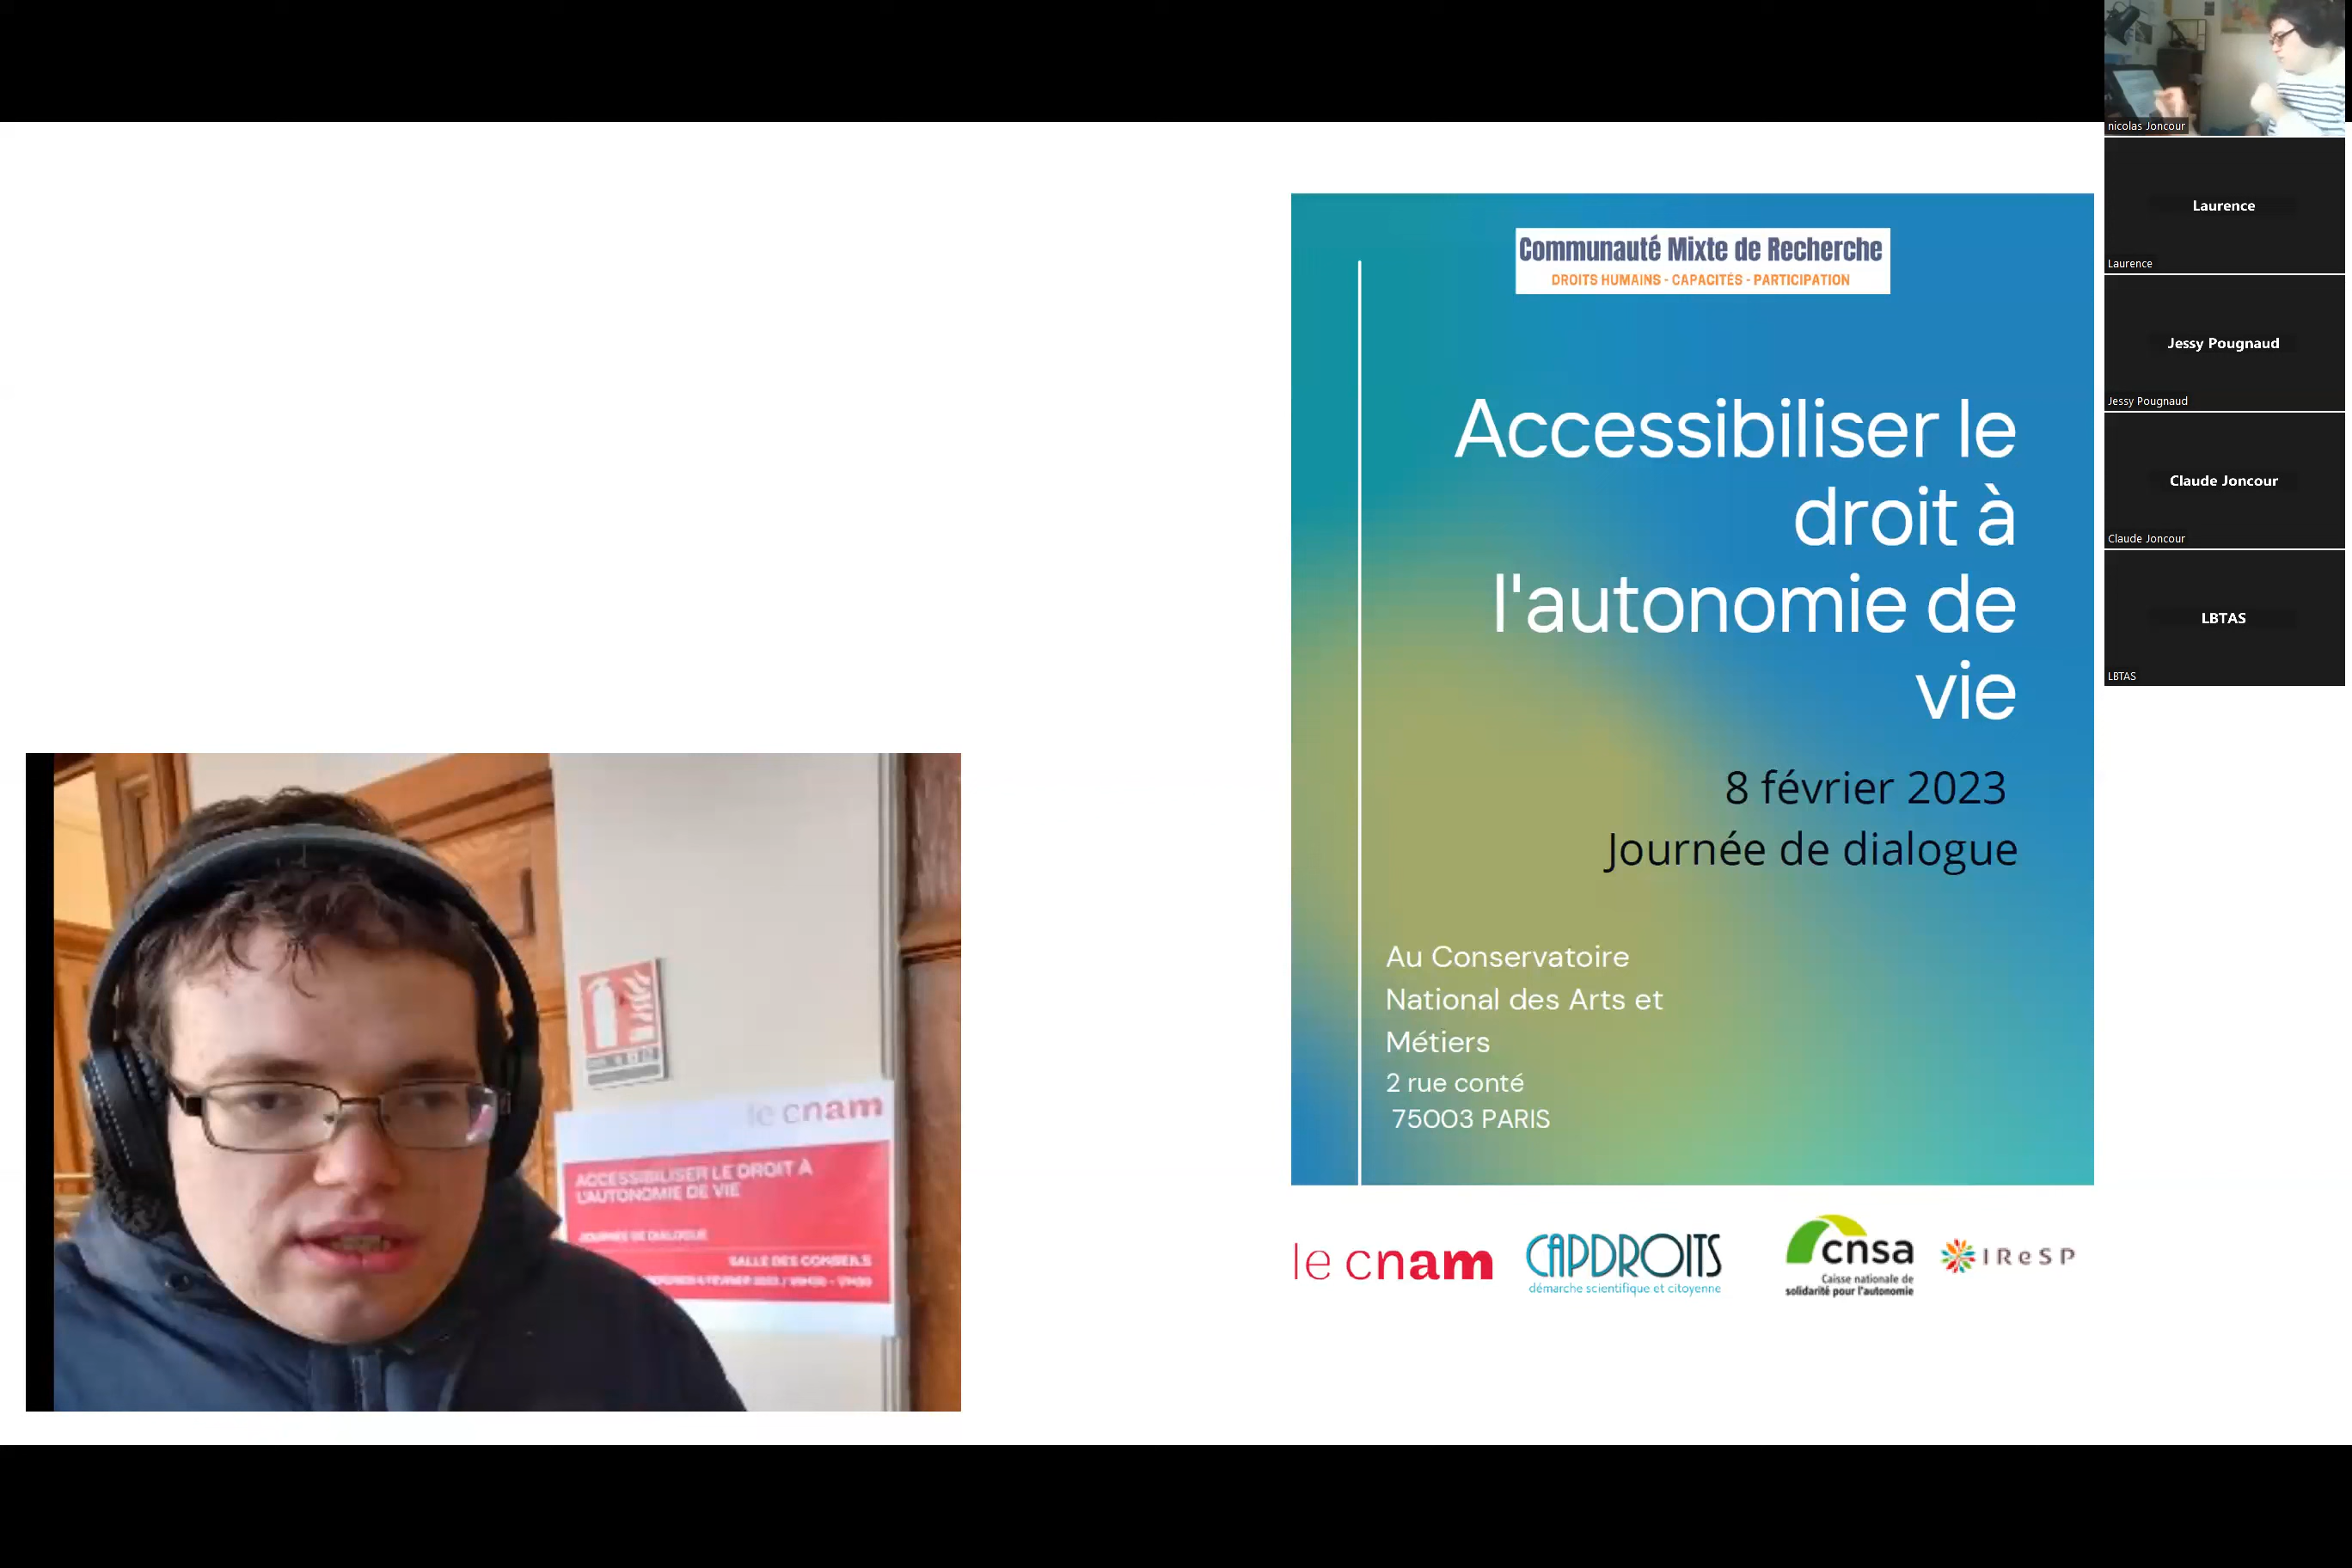 Communauté Mixte de Recherche
DROITS HUMAINS - CAPACITÉS - PARTICIPATION
Accessibiliser le
droit à
l'autonomie de
vie
8 février 2023
Journée de dialogue
Au Conservatoire
National des Arts et
Métiers
2 rue conté
75003 PARIS
le cnam
CAPDROITS
démarche scientifique et citoyenne
cnsa
Caisse nationale de
solidarité pour l'autonomie
IReSP
le cnam
ACCESSIBILISER LE DROIT À
L'AUTONOMIE DE VIE
JOURNÉE DE DIALOGUE
SALLE DES CONSEILS
nicolas Joncour
Laurence
Laurence
Jessy Pougnaud
Jessy Pougnaud
Claude Joncour
Claude Joncour
LBTAS
LBTAS